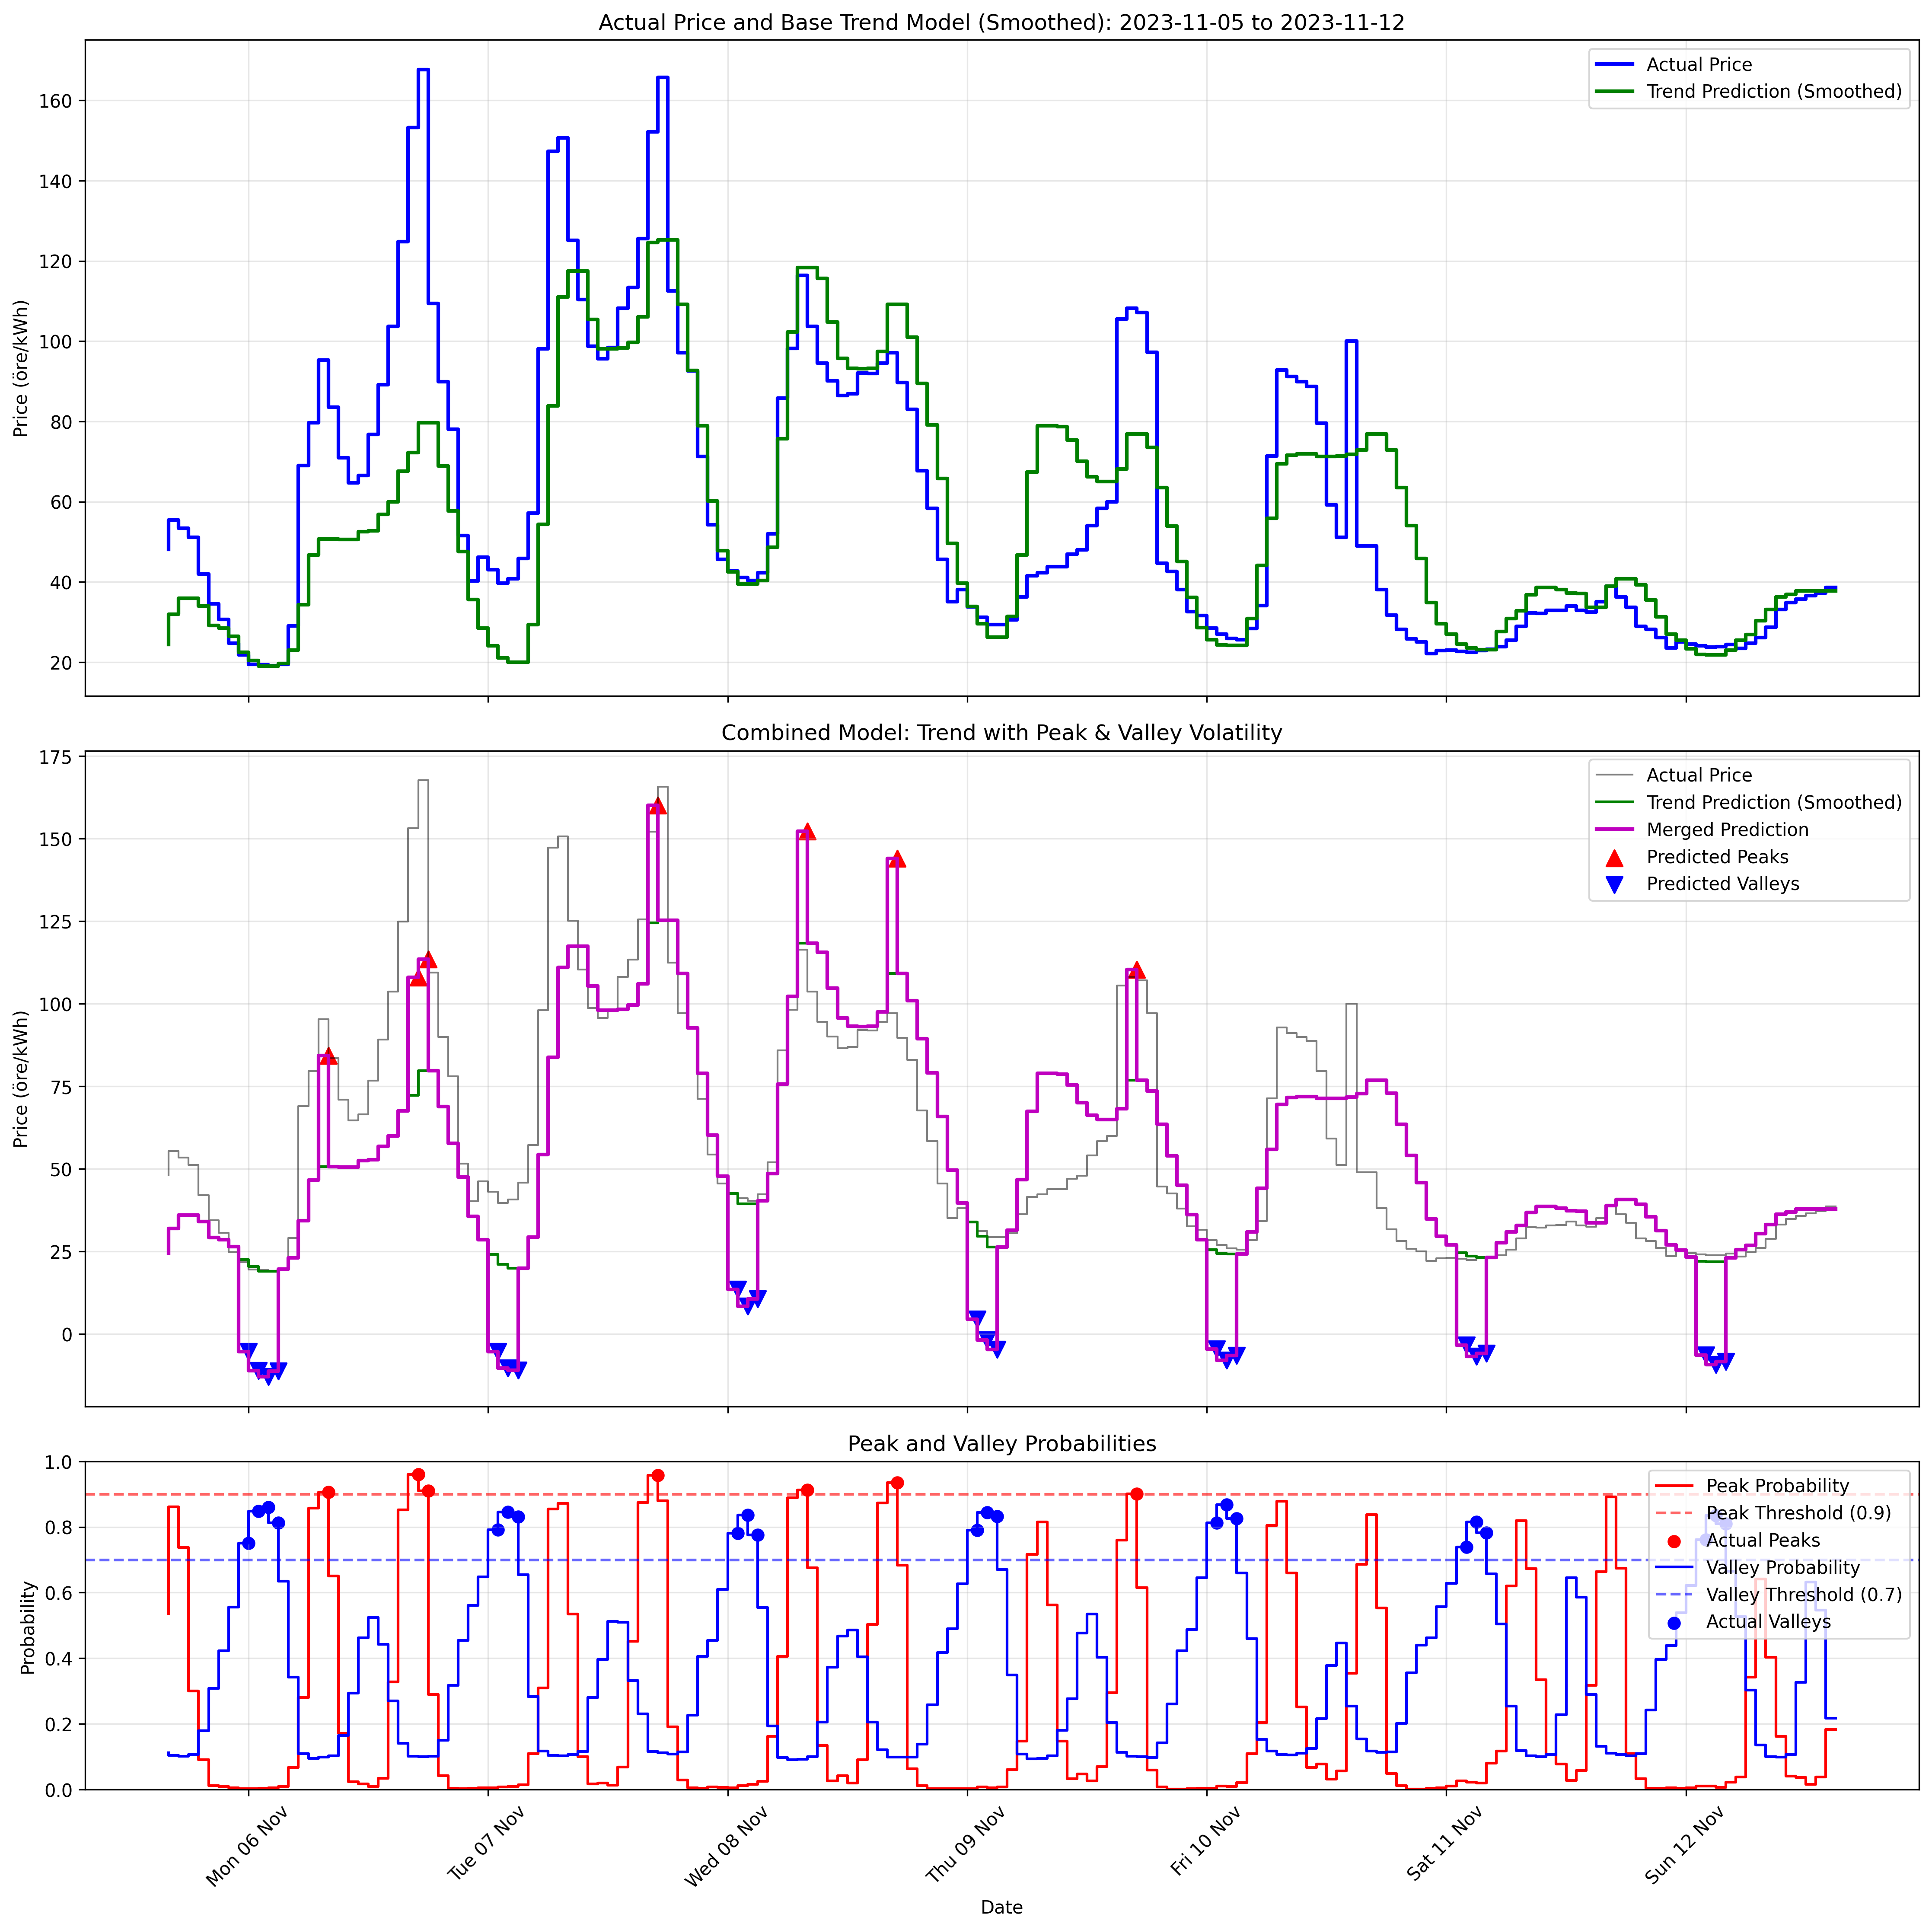 Actual Price and Base Trend Model (Smoothed): 2023-11-05 to 2023-11-12
Actual Price
Trend Prediction (Smoothed)
Price (öre/kWh)
160
140
120
100
80
60
40
20
Combined Model: Trend with Peak & Valley Volatility
Actual Price
Trend Prediction (Smoothed)
Merged Prediction
Predicted Peaks
Predicted Valleys
Price (öre/kWh)
175
150
125
100
75
50
25
0
Peak and Valley Probabilities
Peak Probability
Peak Threshold (0.9)
Actual Peaks
Valley Probability
Valley Threshold (0.7)
Actual Valleys
Probability
1.0
0.8
0.6
0.4
0.2
0.0
Mon 06 Nov
Tue 07 Nov
Wed 08 Nov
Thu 09 Nov
Fri 10 Nov
Sat 11 Nov
Sun 12 Nov
Date